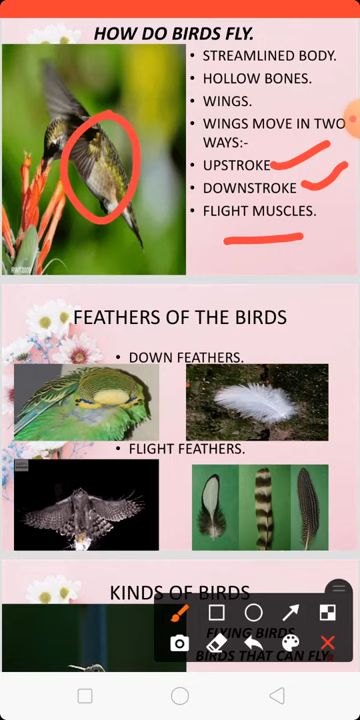 HOW DO BIRDS FLY.
• STREAMLINED BODY.
• HOLLOW BONES.
• WINGS.
• WINGS MOVE IN TWO
WAYS:-
• UPSTROKE
• DOWNSTROKE
• FLIGHT MUSCLES.
FEATHERS OF THE BIRDS
• DOWN FEATHERS.
• FLIGHT FEATHERS.
KINDS OF BIRDS
FLYING BIRDS
BIRDS THAT CAN FLY